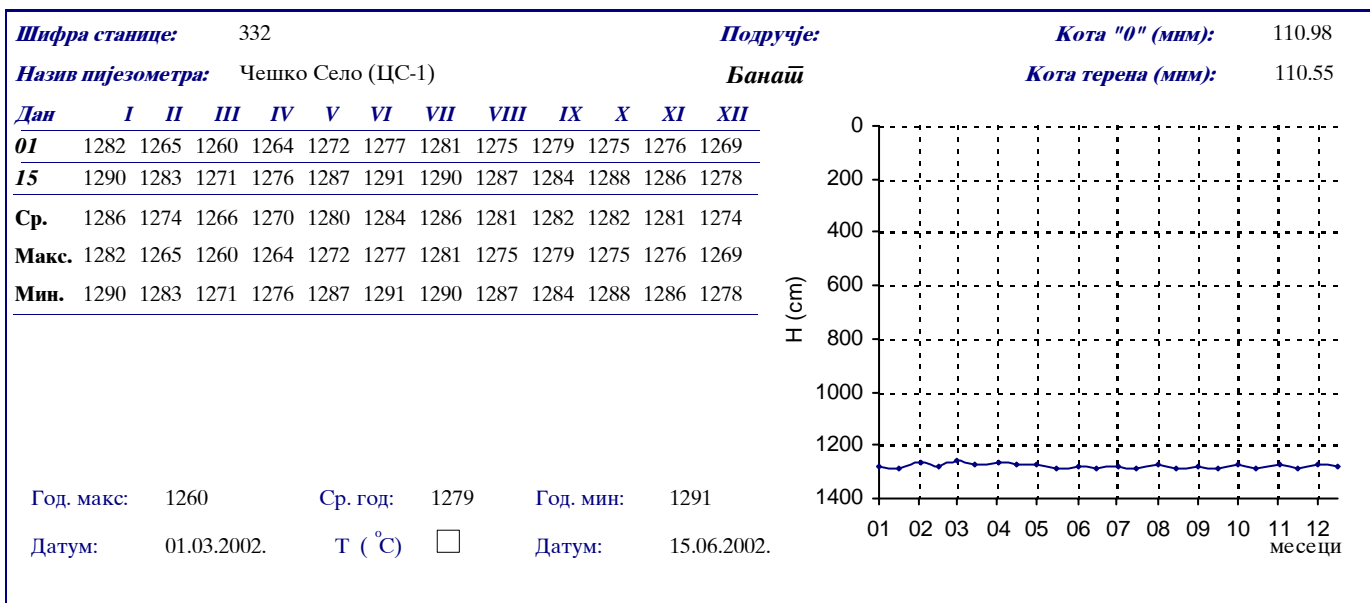 Шифра станице: 332 Подручје: Кота "0" (мнм): 110.98
Назив пијезометра: Чешко Село (ЦС-1) Банат Кота терена (мнм): 110.55
Дан I II III IV V VI VII VIII IX X XI XII
01 1282 1265 1260 1264 1272 1277 1281 1275 1279 1275 1276 1269
15 1290 1283 1271 1276 1287 1291 1290 1287 1284 1288 1286 1278
Ср. 1286 1274 1266 1270 1280 1284 1286 1281 1282 1282 1281 1274
Макс. 1282 1265 1260 1264 1272 1277 1281 1275 1279 1275 1276 1269
Мин. 1290 1283 1271 1276 1287 1291 1290 1287 1284 1288 1286 1278
0
200
400
600
800
1000
1200
1400
H (cm)
01 02 03 04 05 06 07 08 09 10 11 12
месеци
Год. макс: 1260 Ср. год: 1279 Год. мин: 1291
Датум: 01.03.2002. Т (°C) Датум: 15.06.2002.